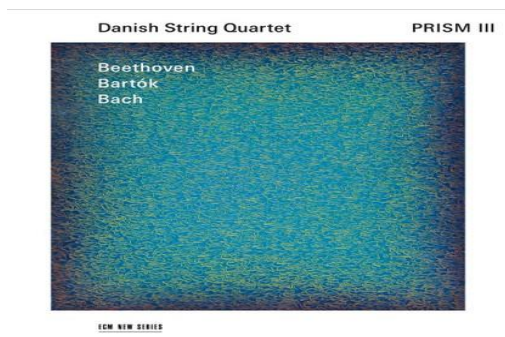 Danish String Quartet PRISM III
Beethoven
Bartók
Bach
ECM NEW SERIES